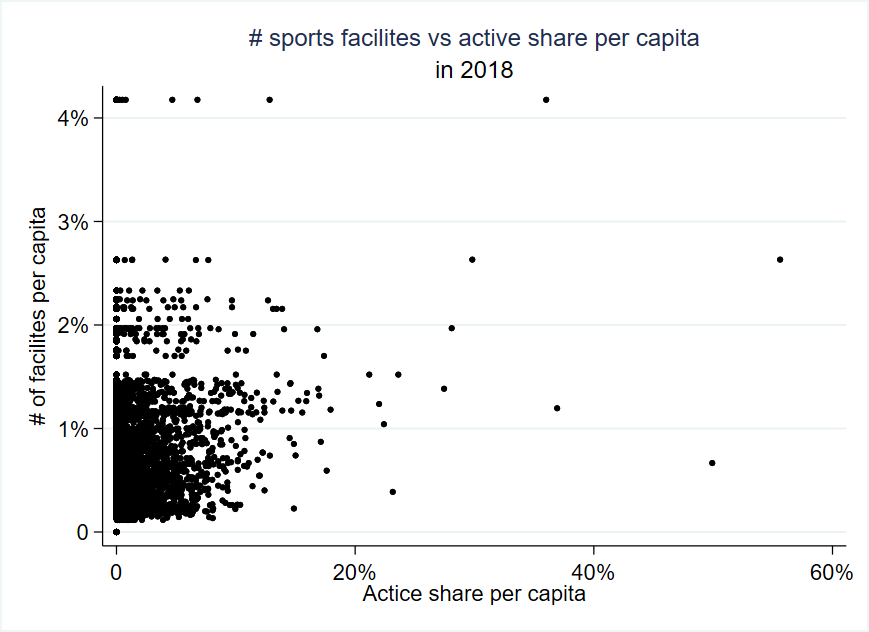 # sports facilites vs active share per capita
in 2018
# of facilites per capita
4%
3%
2%
1%
0
0
20%
40%
60%
Actice share per capita